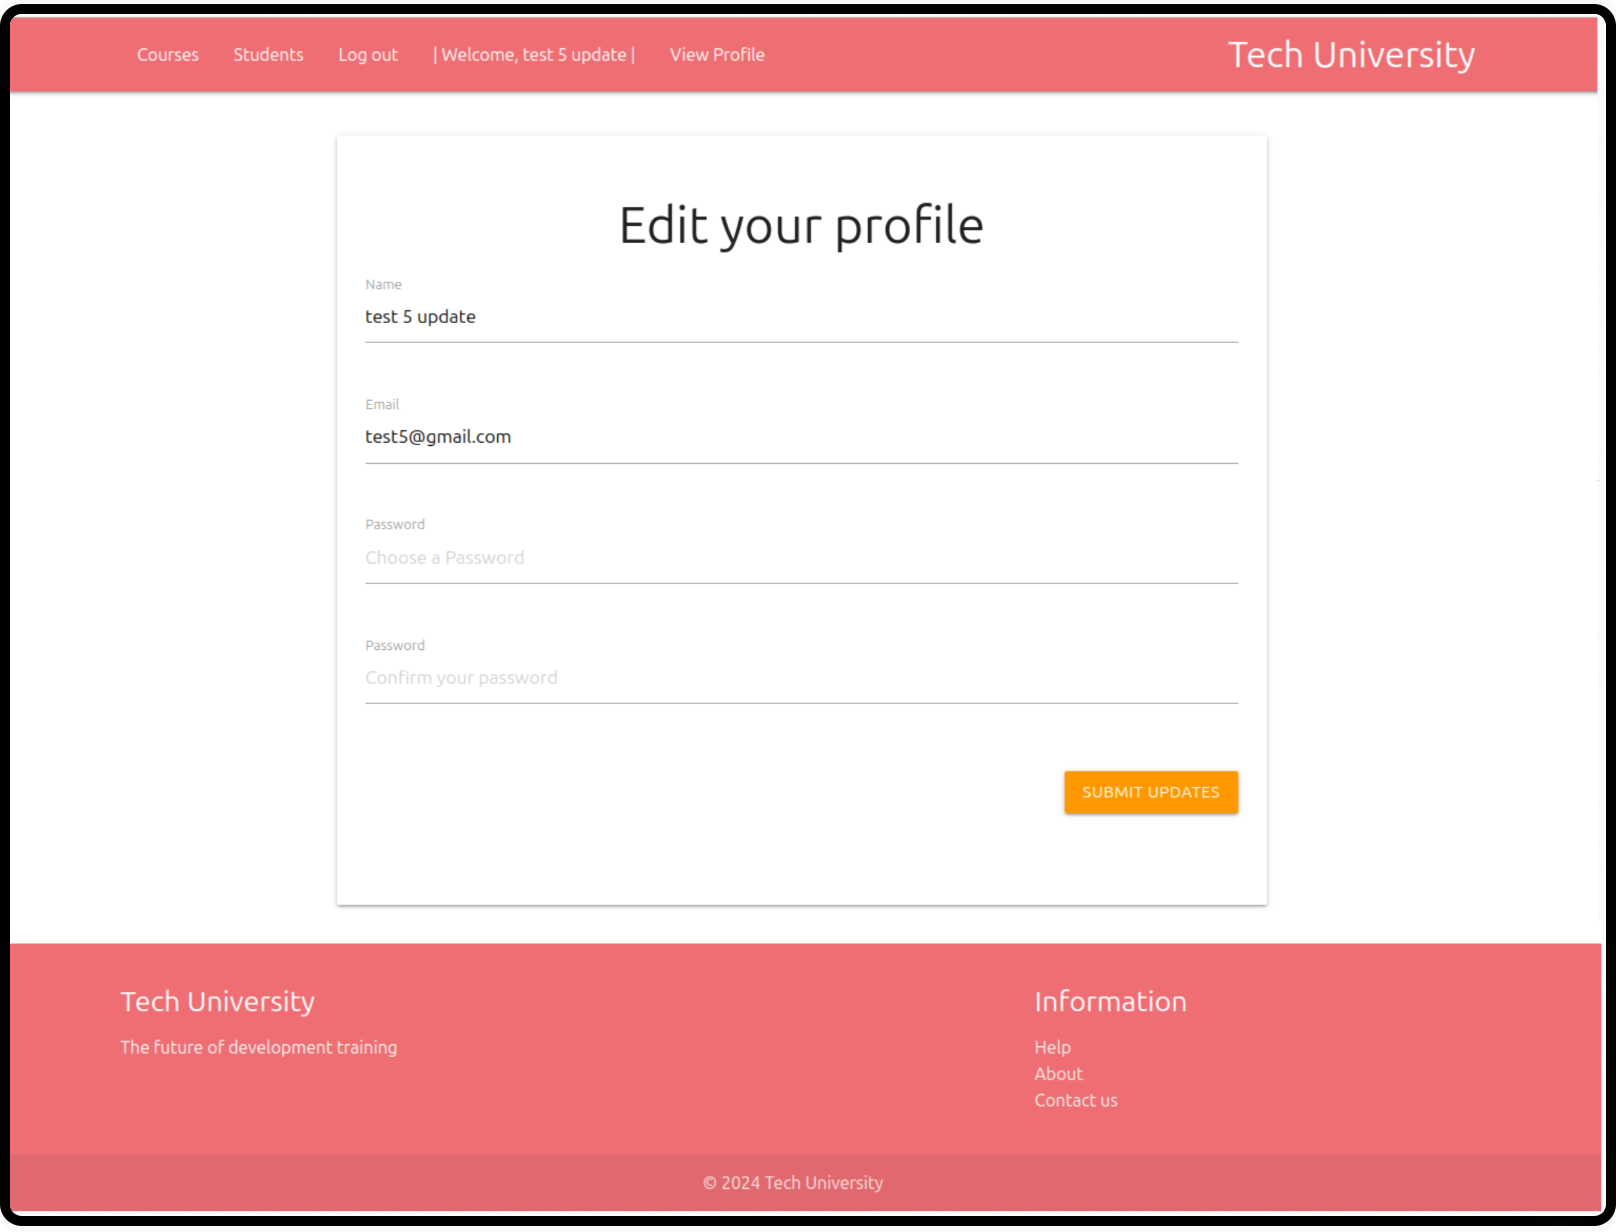 Courses Students Log out | Welcome, test 5 update | View Profile Tech University
Edit your profile
Name
test 5 update
Email
test5@gmail.com
Password
Choose a Password
Password
Confirm your password
SUBMIT UPDATES
Tech University
The future of development training
Information
Help
About
Contact us
© 2024 Tech University